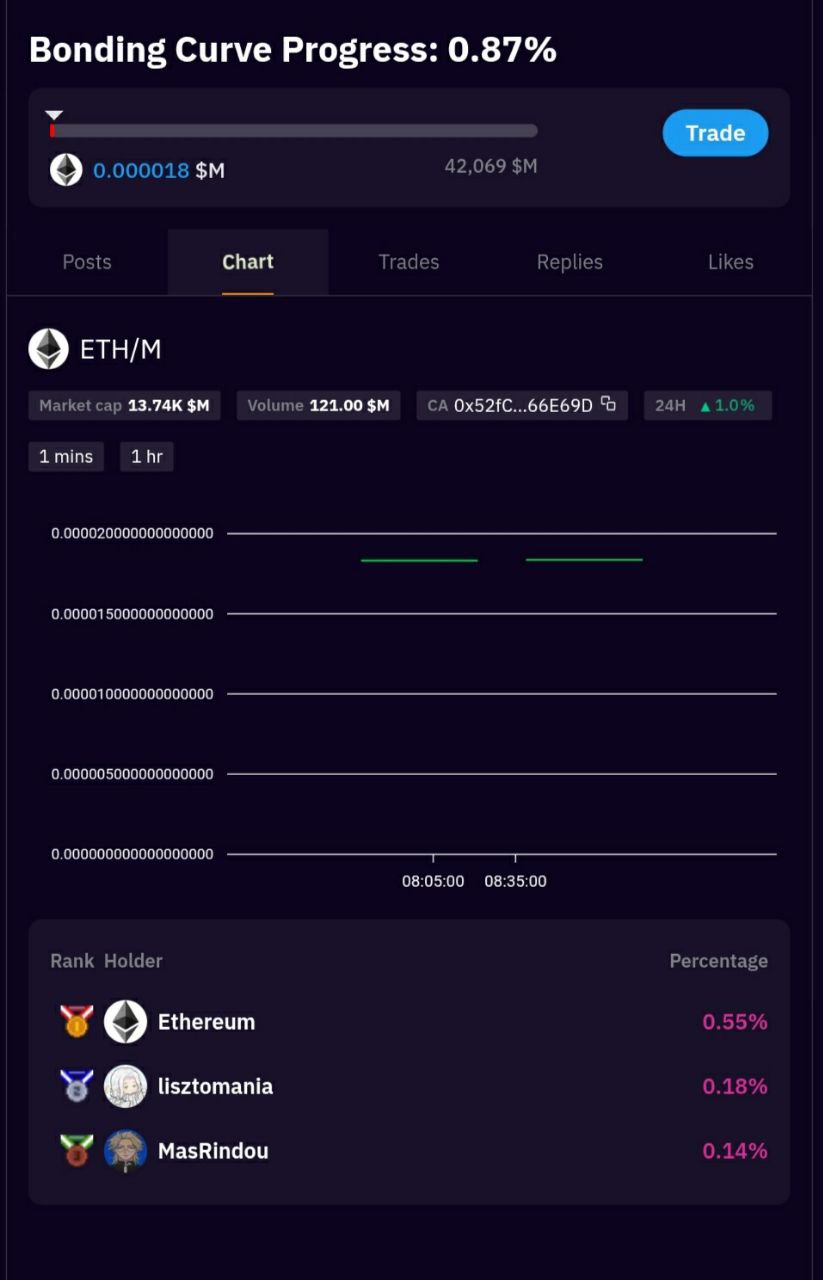 Bonding Curve Progress: 0.87%
Trade
0.000018 $M
42,069 $M
Posts Chart Trades Replies Likes
ETH/M
Market cap 13.74K $M Volume 121.00 $M CA 0x52fC...66E69D 24H ▲ 1.0%
1 mins 1 hr
0.000020000000000000
0.000015000000000000
0.000010000000000000
0.000005000000000000
0.000000000000000000
08:05:00 08:35:00
Rank Holder Percentage
1 Ethereum 0.55%
2 lisztomania 0.18%
3 MasRindou 0.14%